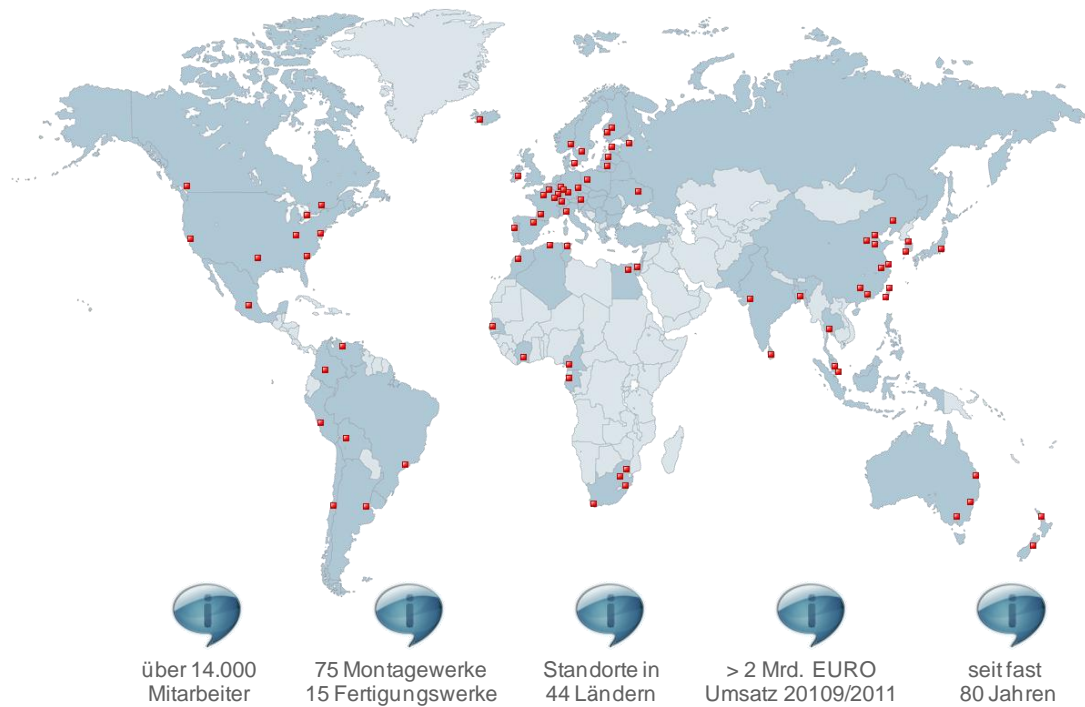 über 14.000
Mitarbeiter
75 Montagewerke
15 Fertigungswerke
Standorte in
44 Ländern
> 2 Mrd. EURO
Umsatz 20109/2011
seit fast
80 Jahren